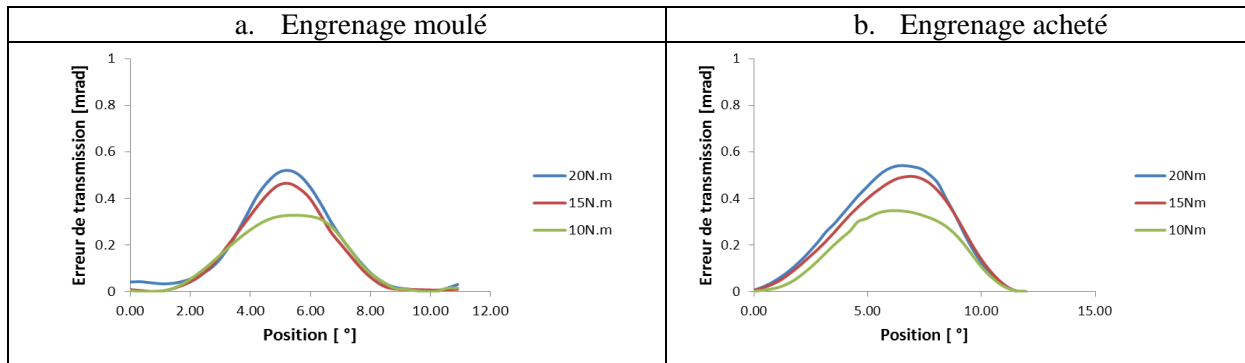 a. Engrenage moulé
b. Engrenage acheté
Erreur de transmission [mrad]
1
0.8
0.6
0.4
0.2
0
0.00 2.00 4.00 6.00 8.00 10.00 12.00
Position [ °]
20N.m
15N.m
10N.m
Erreur de transmission [mrad]
1
0.8
0.6
0.4
0.2
0
0.00 5.00 10.00 15.00
Position [ °]
20Nm
15Nm
10Nm